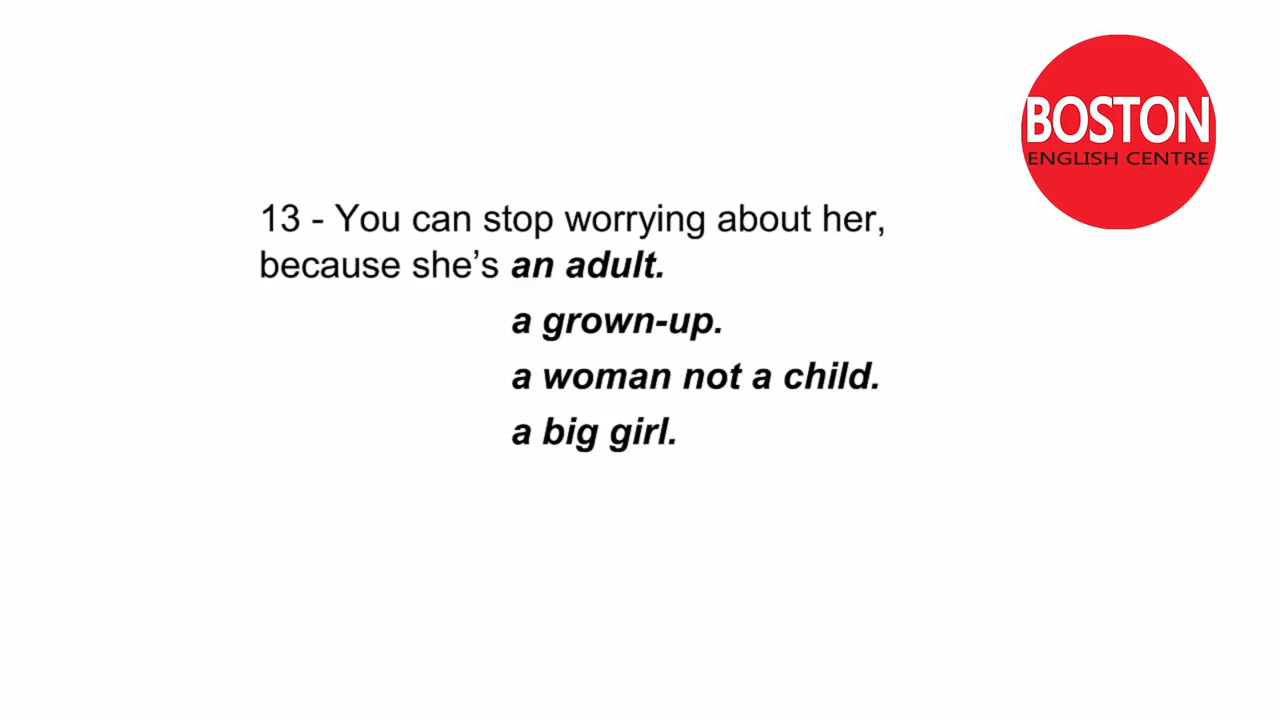 BOSTON
ENGLISH CENTRE
13 - You can stop worrying about her,
because she’s an adult.
a grown-up.
a woman not a child.
a big girl.